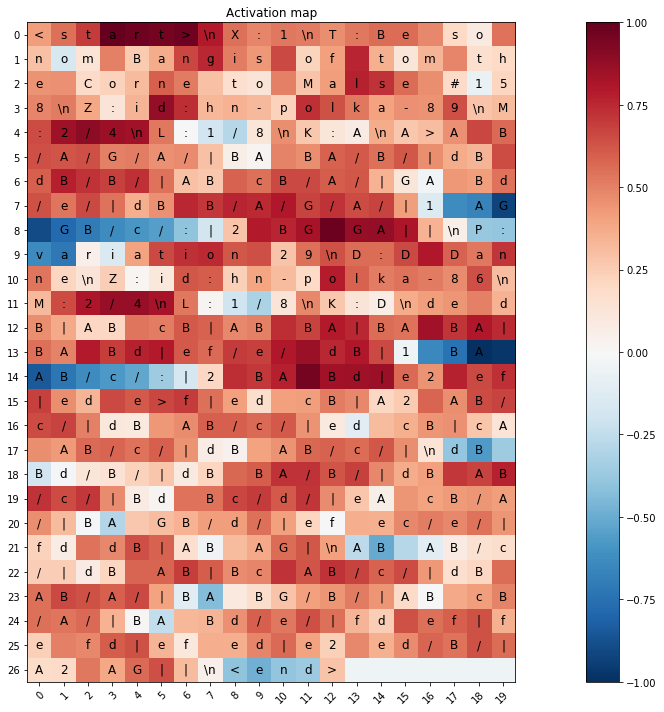 Activation map
0 < s t a r t > \n X : 1 \n T : B e   s o
1 n o m   B a n g i s   o f   t o m   t h
2 e   C o r n e   t o   M a l s e   # 1 5
3 8 \n Z : i d : h n - p o l k a - 8 9 \n M
4 : 2 / 4 \n L : 1 / 8 \n K : A \n A > A   B
5 / A / G / A / | B A   B A / B / | d B
6 d B / B / | A B   c B / A / | G A   B d
7 / e / | d B   B / A / G / A / | 1   A G
8   G B / c / : | 2   B G   G A | | \n P :
9 v a r i a t i o n   2 9 \n D : D   D a n
10 n e \n Z : i d : h n - p o l k a - 8 6 \n
11 M : 2 / 4 \n L : 1 / 8 \n K : D \n d e   d
12 B | A B   c B | A B   B A | B A   B A |
13 B A   B d | e f / e /   d B | 1   B A
14 A B / c / : | 2   B A   B d | e 2   e f
15 | e d   e > f | e d   c B | A 2   A B /
16 c / | d B   A B / c / | e d   c B | c A
17   A B / c / | d B   A B / c / | \n d B
18 B d / B / | d B   B A / B / | d B   A B
19 / c / | B d   B c / d / | e A   c B / A
20 / | B A   G B / d / | e f   e c / e / |
21 f d   d B | A B   A G | \n A B   A B / c
22 / | d B   A B | B c   A B / c / | d B
23 A B / A / | B A   B G / B / | A B   c B
24 / A / | B A   B d / e / | f d   e f | f
25 e   f d | e f   e d | e 2   e d / B / |
26 A 2   A G | | \n < e n d >
0 1 2 3 4 5 6 7 8 9 10 11 12 13 14 15 16 17 18 19
1.00
0.75
0.50
0.25
0.00
−0.25
−0.50
−0.75
−1.00